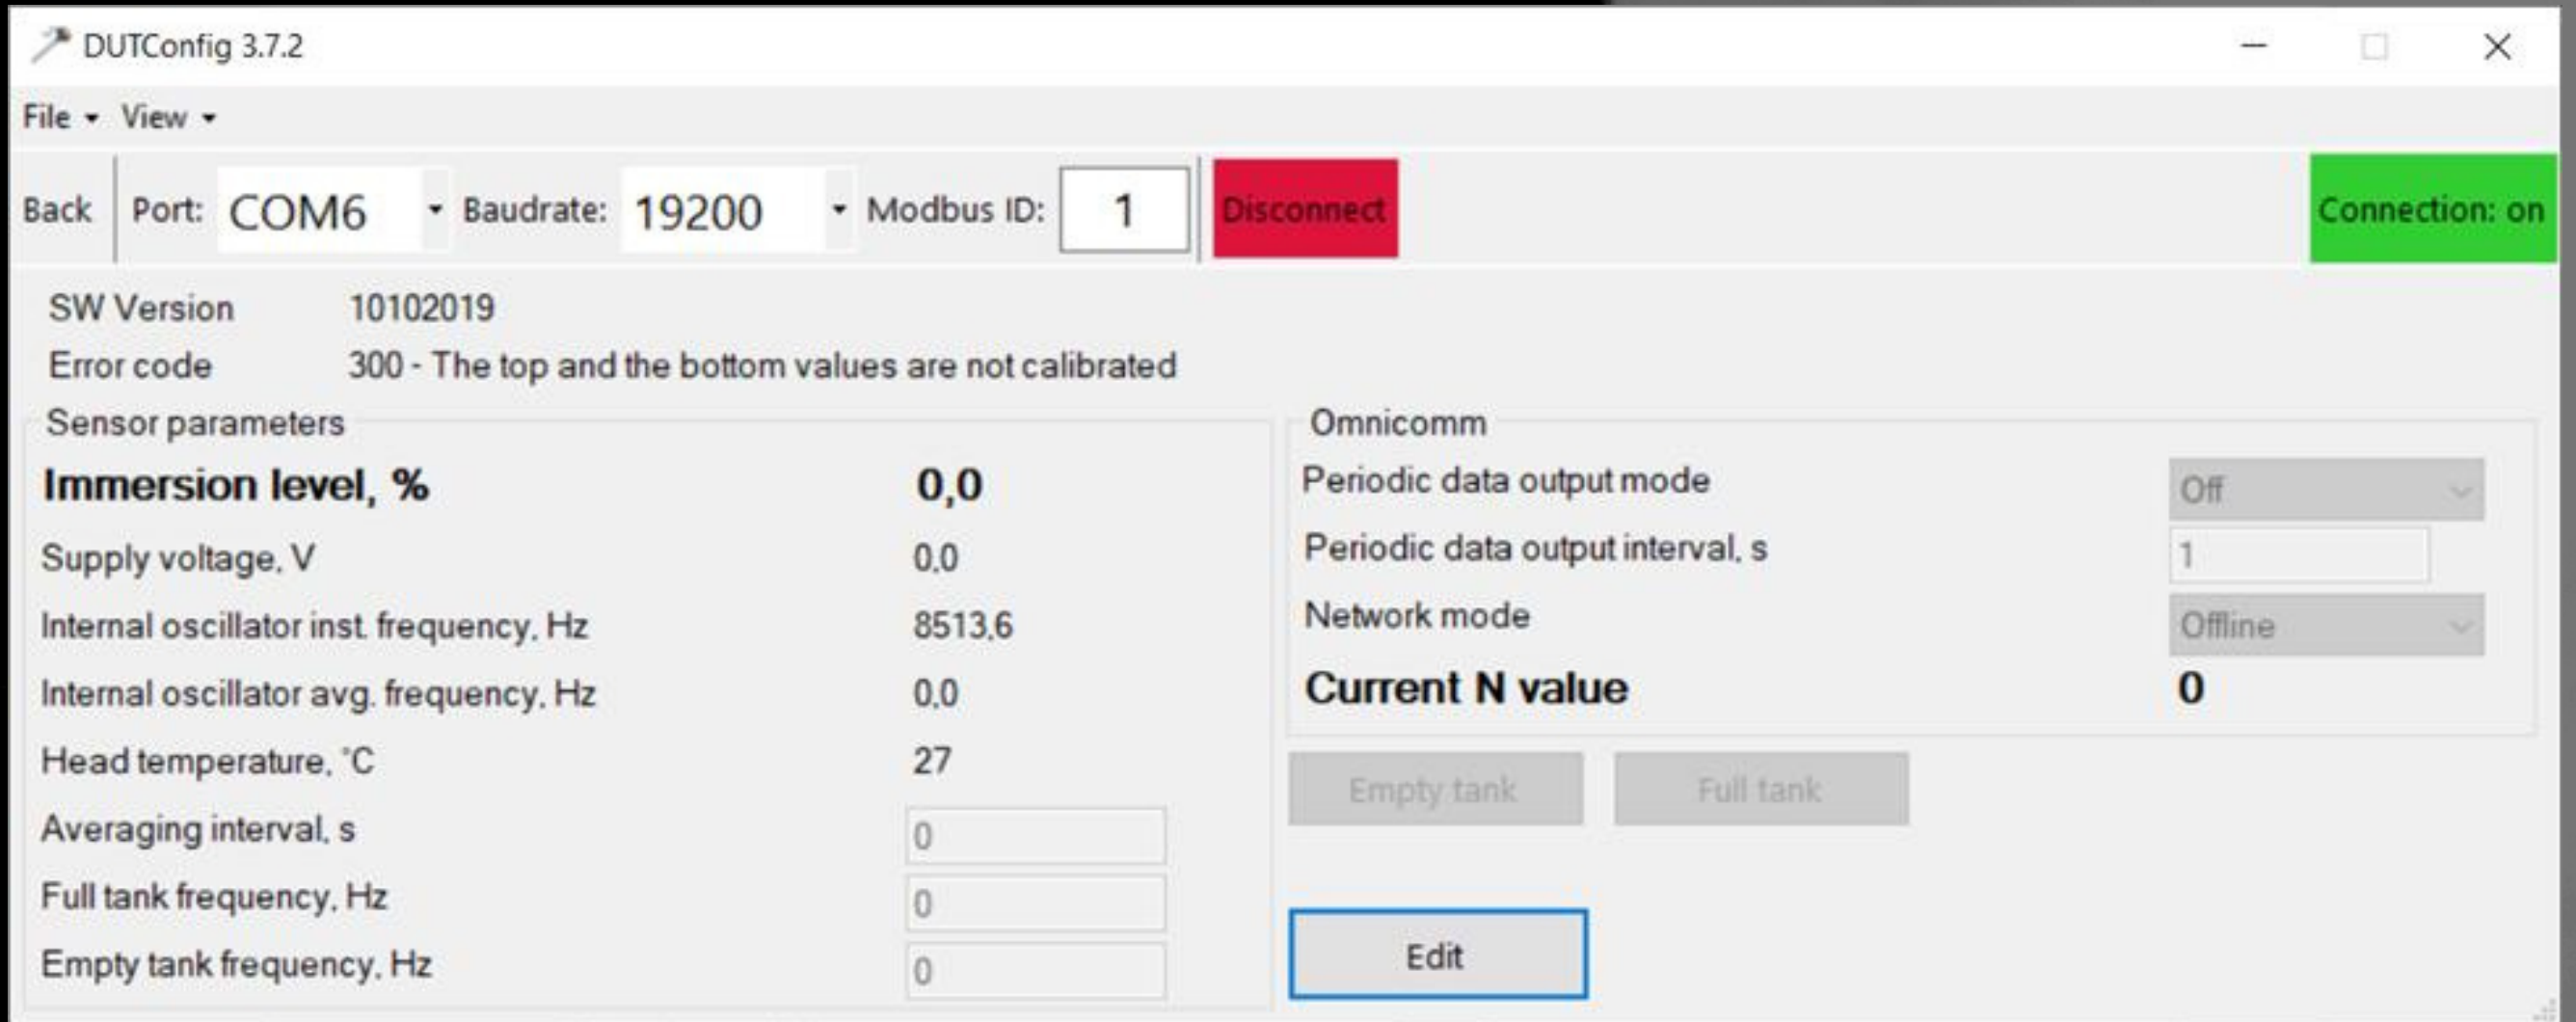 DUTConfig 3.7.2
File View
Back Port: COM6 Baudrate: 19200 Modbus ID: 1 Disconnect Connection: on
SW Version 10102019
Error code 300 - The top and the bottom values are not calibrated
Sensor parameters
Immersion level, % 0,0
Supply voltage, V 0,0
Internal oscillator inst. frequency, Hz 8513,6
Internal oscillator avg. frequency, Hz 0,0
Head temperature, °C 27
Averaging interval, s 0
Full tank frequency, Hz 0
Empty tank frequency, Hz 0
Omnicomm
Periodic data output mode Off
Periodic data output interval, s 1
Network mode Offline
Current N value 0
Empty tank Full tank
Edit